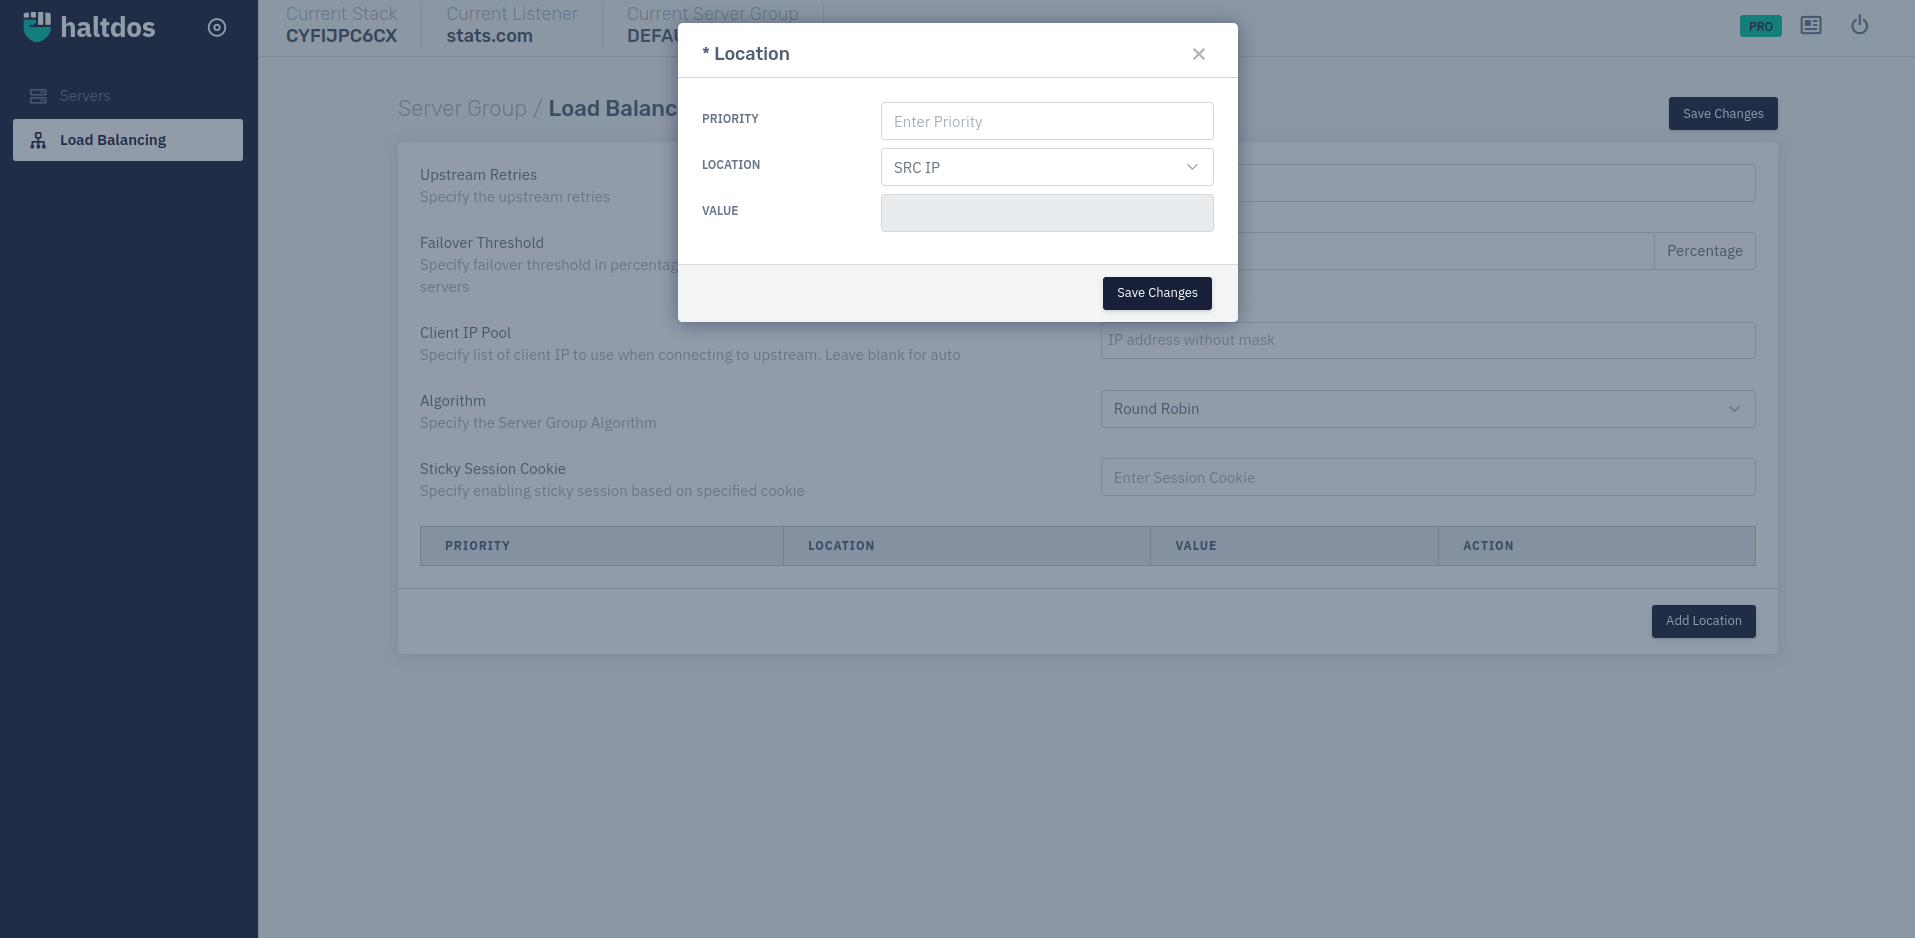 haltdos
Servers
Load Balancing
Current Stack
CYFIJPC6CX
Current Listener
stats.com
Current Server Group
DEFAU
PRO
Server Group / Load Balanc
Save Changes
* Location
PRIORITY
Enter Priority
LOCATION
SRC IP
VALUE
Save Changes
Upstream Retries
Specify the upstream retries
Failover Threshold
Specify failover threshold in percentag
servers
Percentage
Client IP Pool
Specify list of client IP to use when connecting to upstream. Leave blank for auto
IP address without mask
Algorithm
Specify the Server Group Algorithm
Round Robin
Sticky Session Cookie
Specify enabling sticky session based on specified cookie
Enter Session Cookie
PRIORITY LOCATION VALUE ACTION
Add Location